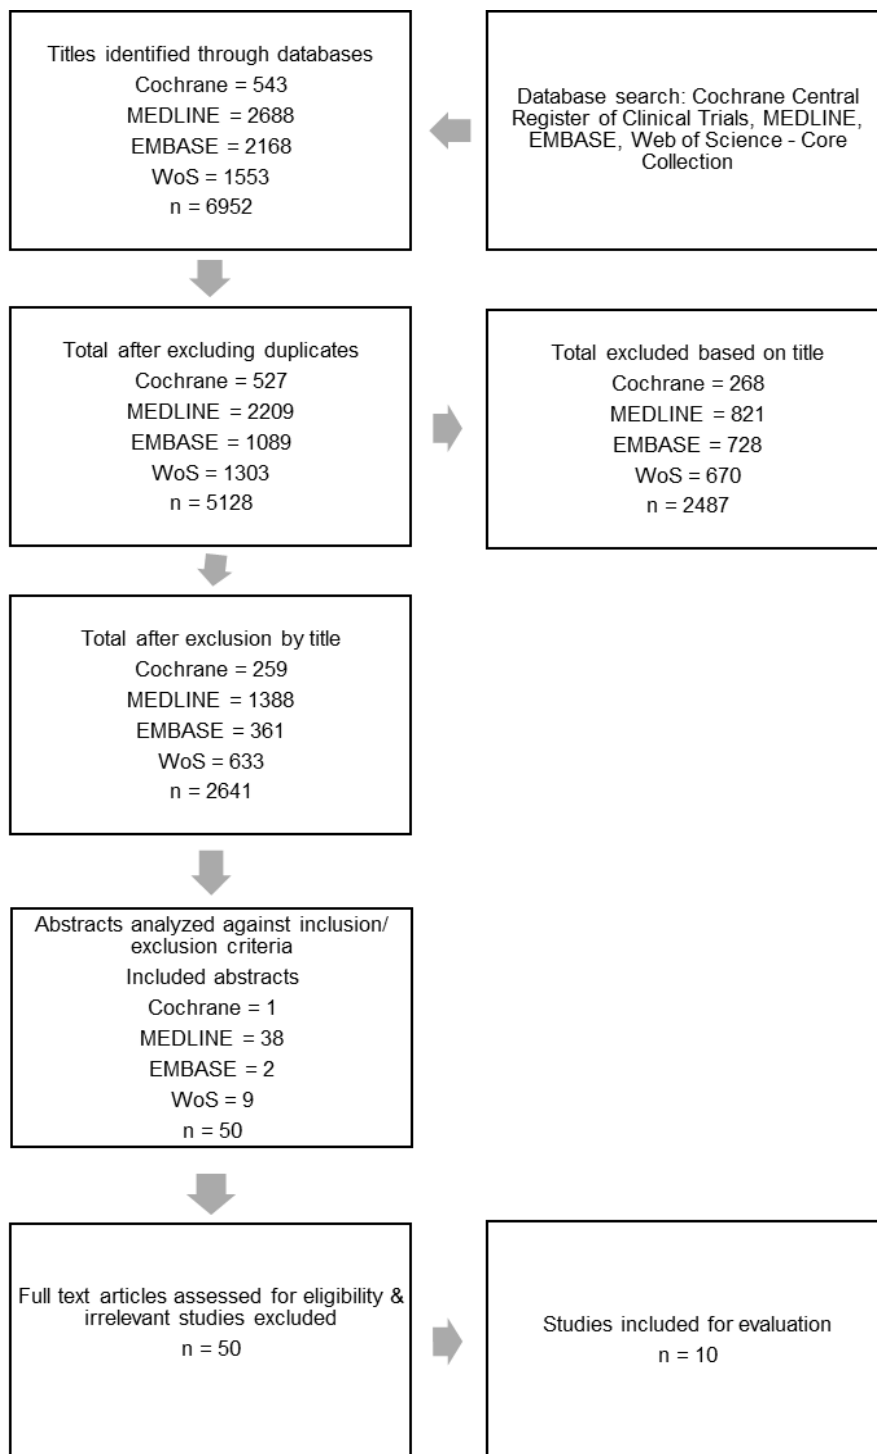 Titles identified through databases
Cochrane = 543
MEDLINE = 2688
EMBASE = 2168
WoS = 1553
n = 6952
Database search: Cochrane Central
Register of Clinical Trials, MEDLINE,
EMBASE, Web of Science - Core
Collection
Total after excluding duplicates
Cochrane = 527
MEDLINE = 2209
EMBASE = 1089
WoS = 1303
n = 5128
Total excluded based on title
Cochrane = 268
MEDLINE = 821
EMBASE = 728
WoS = 670
n = 2487
Total after exclusion by title
Cochrane = 259
MEDLINE = 1388
EMBASE = 361
WoS = 633
n = 2641
Abstracts analyzed against inclusion/
exclusion criteria
Included abstracts
Cochrane = 1
MEDLINE = 38
EMBASE = 2
WoS = 9
n = 50
Full text articles assessed for eligibility &
irrelevant studies excluded
n = 50
Studies included for evaluation
n = 10